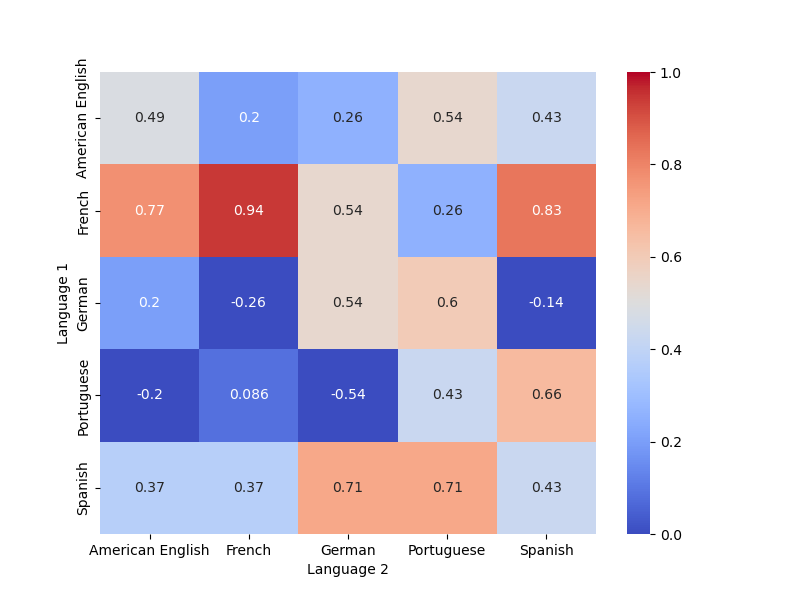 American English
0.49 0.2 0.26 0.54 0.43
French
0.77 0.94 0.54 0.26 0.83
German
0.2 -0.26 0.54 0.6 -0.14
Portuguese
-0.2 0.086 -0.54 0.43 0.66
Spanish
0.37 0.37 0.71 0.71 0.43
Language 1
American English French German Portuguese Spanish
Language 2
1.0
0.8
0.6
0.4
0.2
0.0